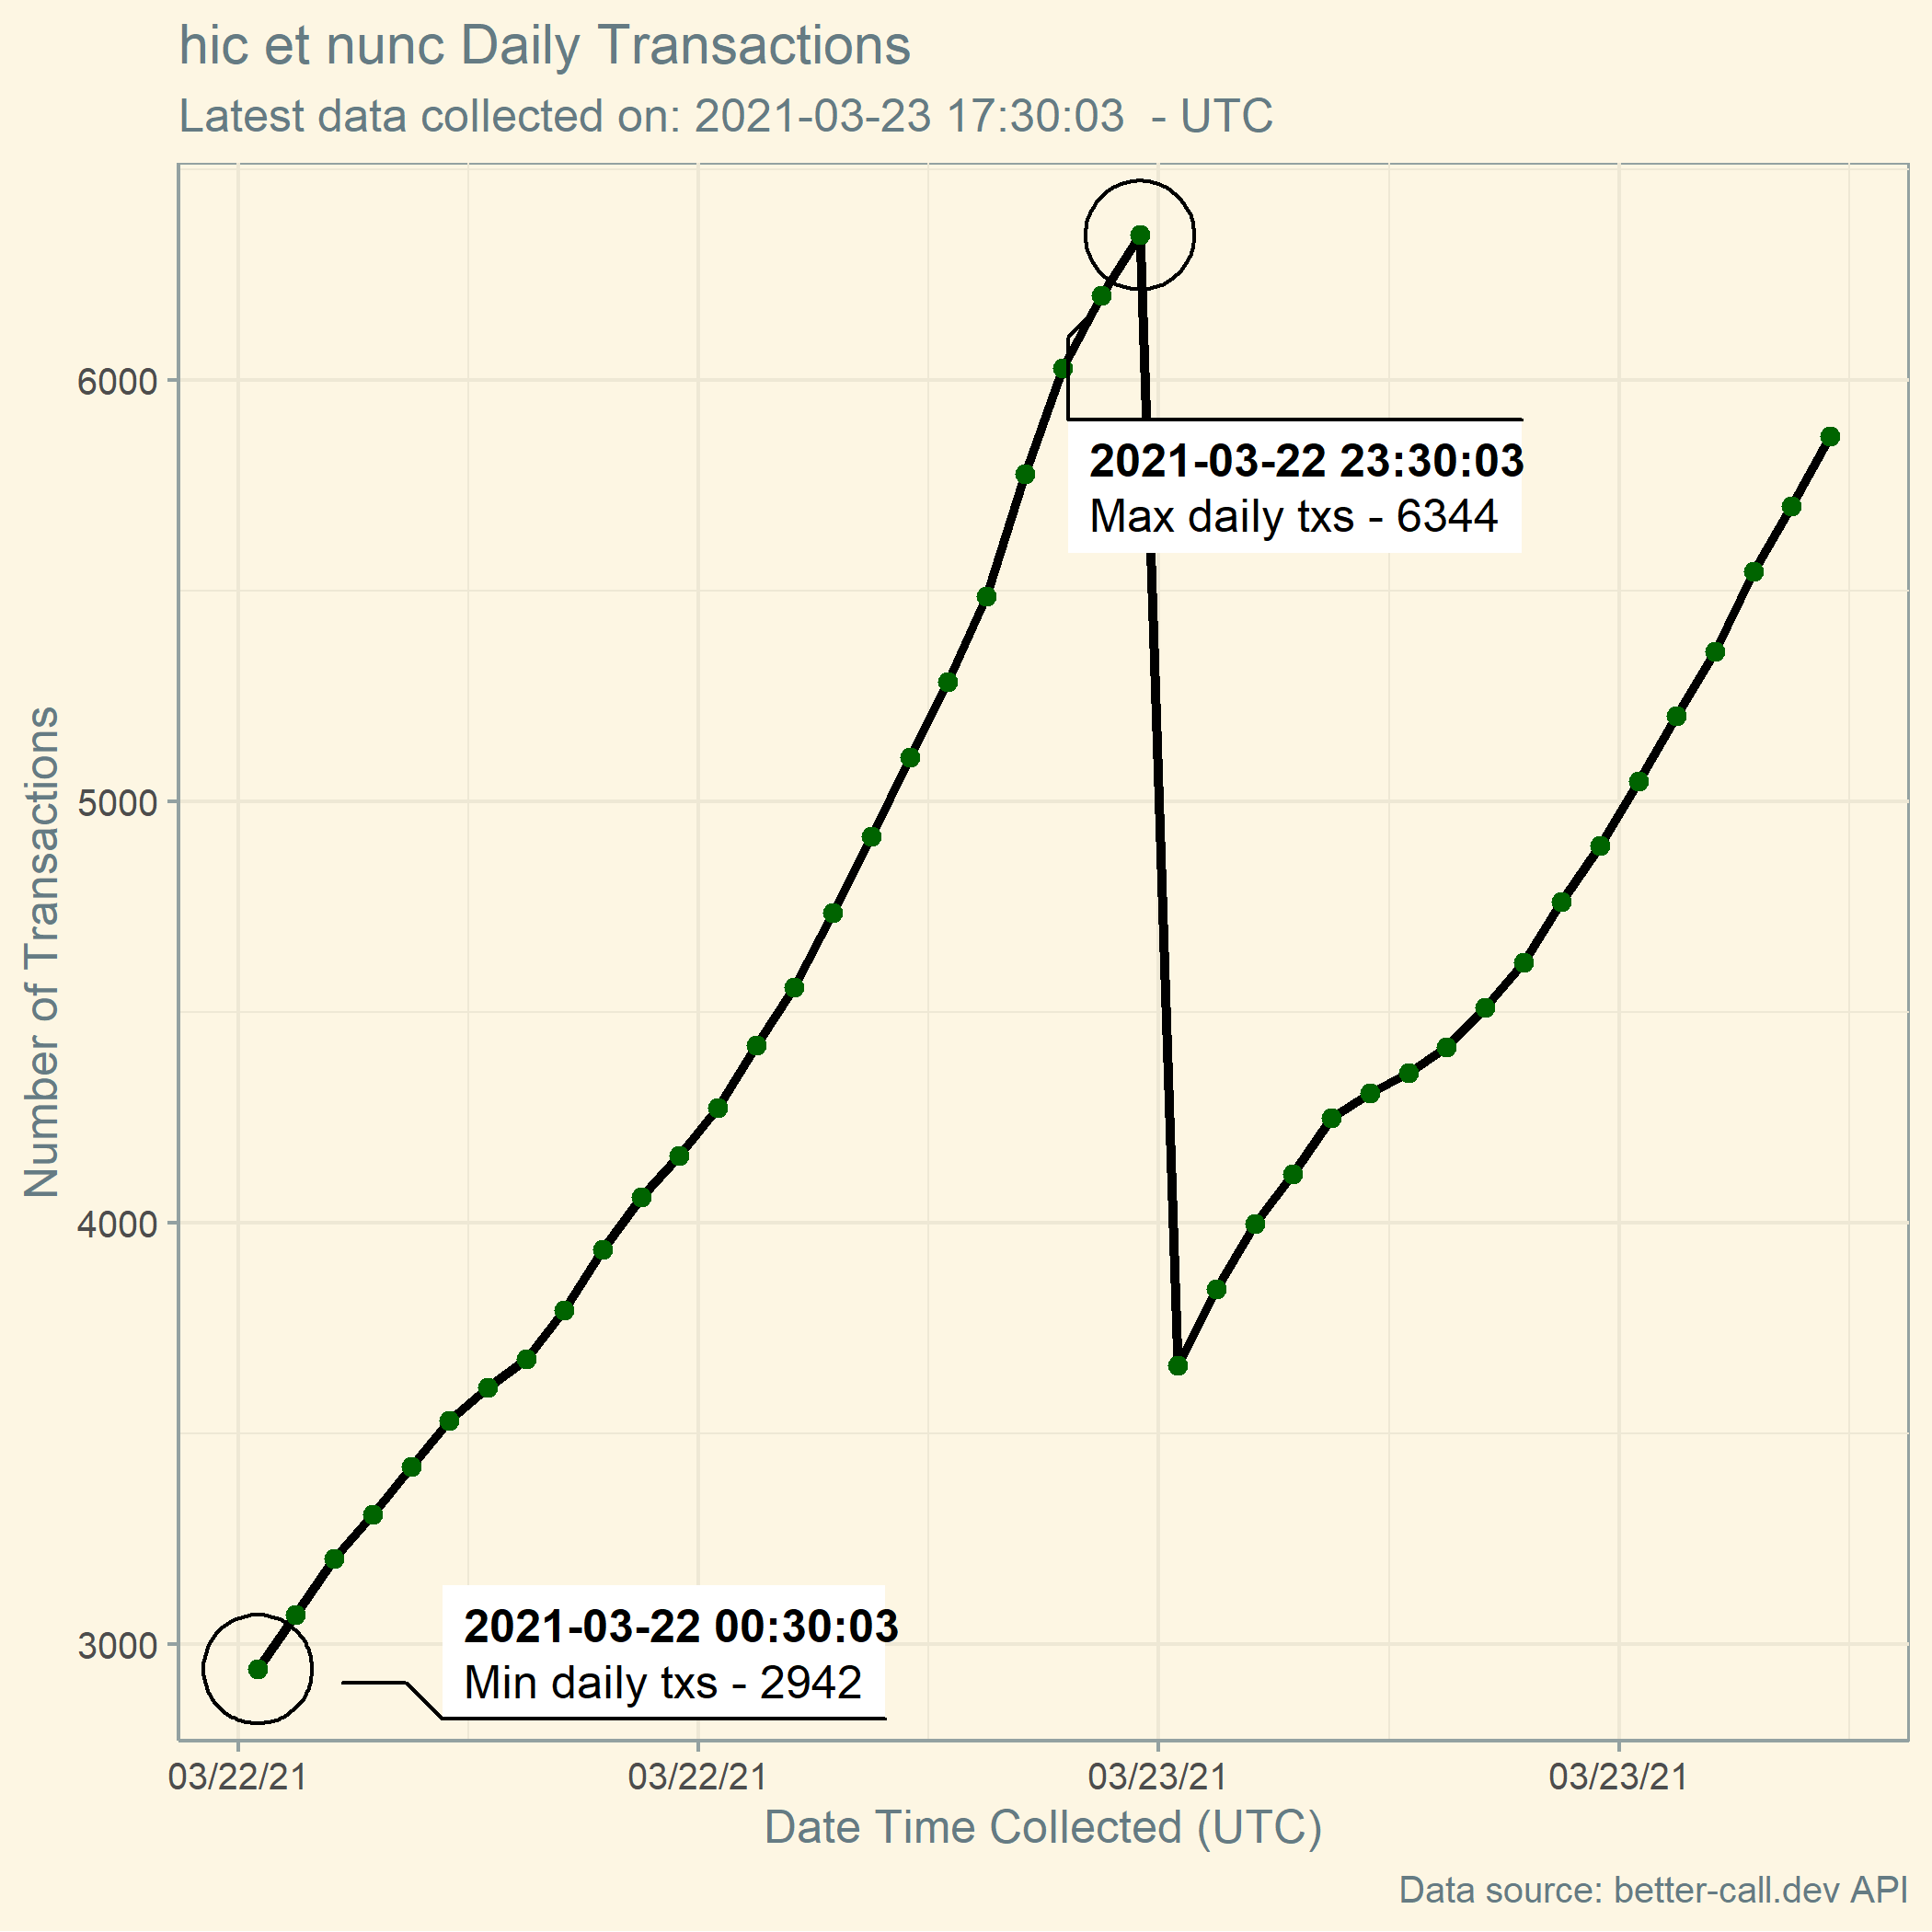 hic et nunc Daily Transactions
Latest data collected on: 2021-03-23 17:30:03  - UTC
Number of Transactions
6000
5000
4000
3000
2021-03-22 23:30:03
Max daily txs - 6344
2021-03-22 00:30:03
Min daily txs - 2942
03/22/21
03/22/21
03/23/21
03/23/21
Date Time Collected (UTC)
Data source: better-call.dev API